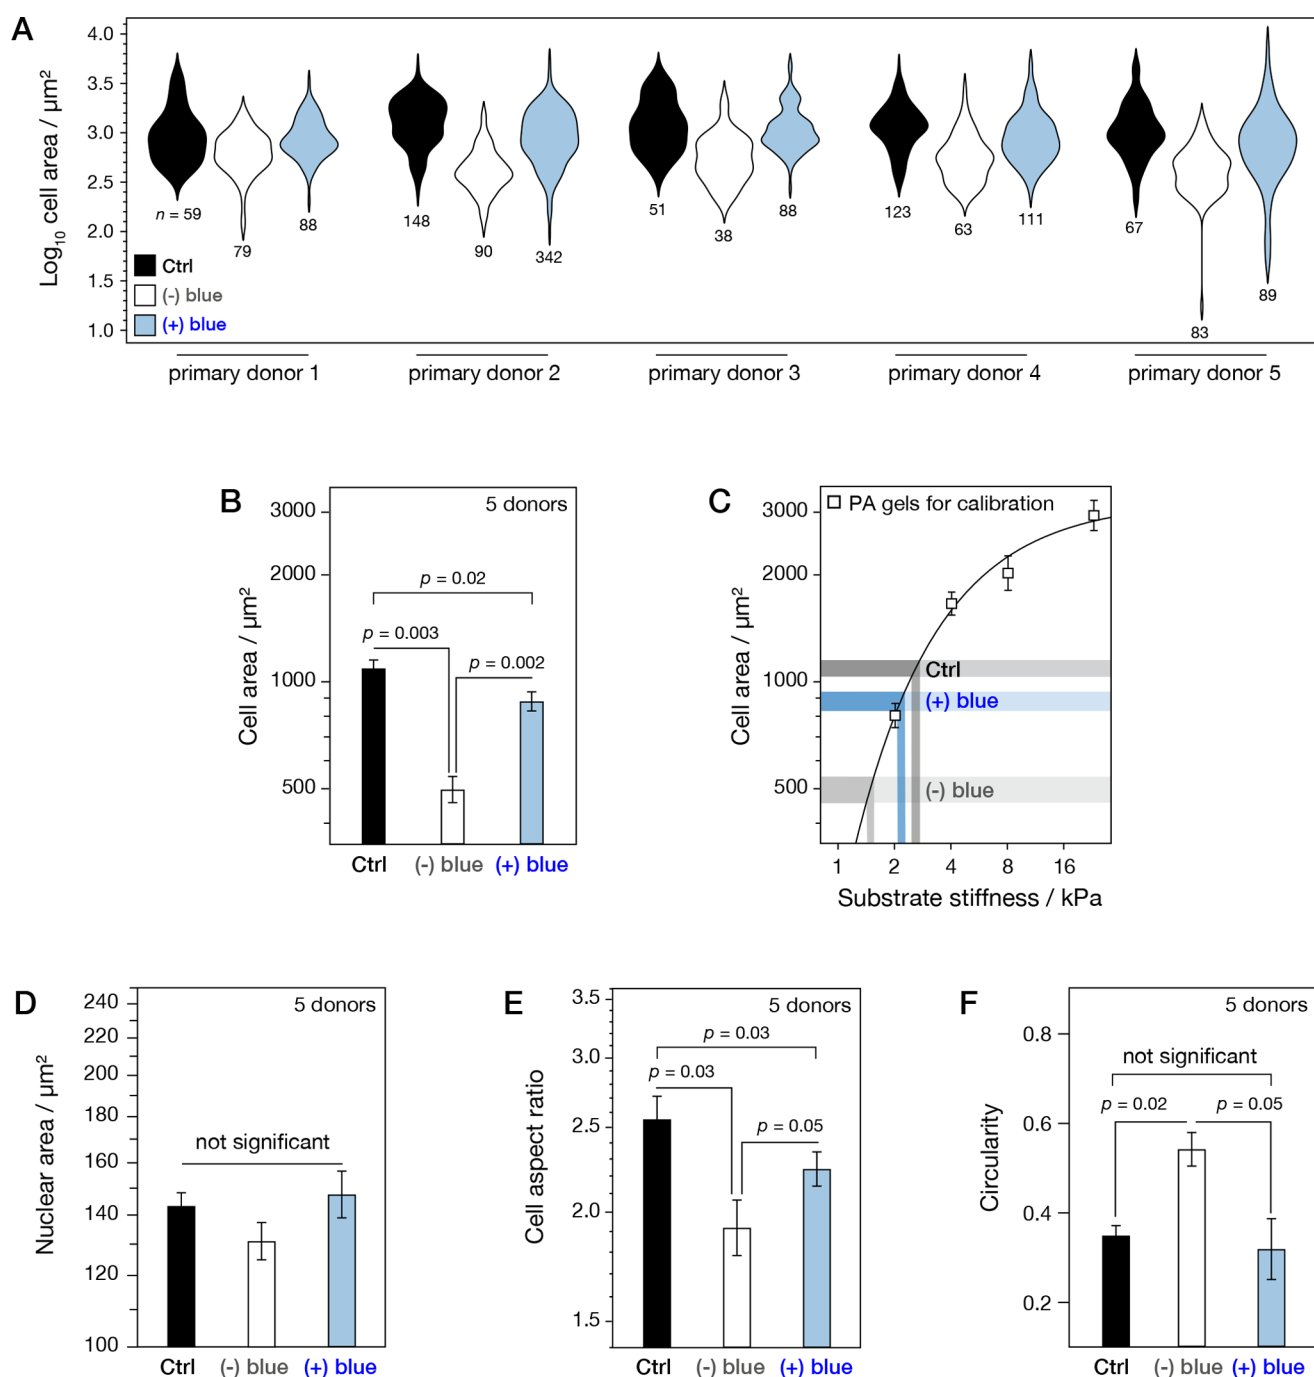 A
Log10 cell area / µm²
4.0
3.5
3.0
2.5
2.0
1.5
1.0
n = 59
79
88
148
90
342
51
38
88
123
63
111
67
83
89
Ctrl
(-) blue
(+) blue
primary donor 1
primary donor 2
primary donor 3
primary donor 4
primary donor 5
B
5 donors
Cell area / µm²
3000
2000
1000
500
p = 0.02
p = 0.003
p = 0.002
Ctrl
(-) blue
(+) blue
C
PA gels for calibration
Cell area / µm²
3000
2000
1000
500
Ctrl
(+) blue
(-) blue
1
2
4
8
16
Substrate stiffness / kPa
D
5 donors
Nuclear area / µm²
240
220
200
180
160
140
120
100
not significant
Ctrl
(-) blue
(+) blue
E
5 donors
Cell aspect ratio
3.5
3.0
2.5
2.0
1.5
p = 0.03
p = 0.03
p = 0.05
Ctrl
(-) blue
(+) blue
F
5 donors
Circularity
0.8
0.6
0.4
0.2
not significant
p = 0.02
p = 0.05
Ctrl
(-) blue
(+) blue